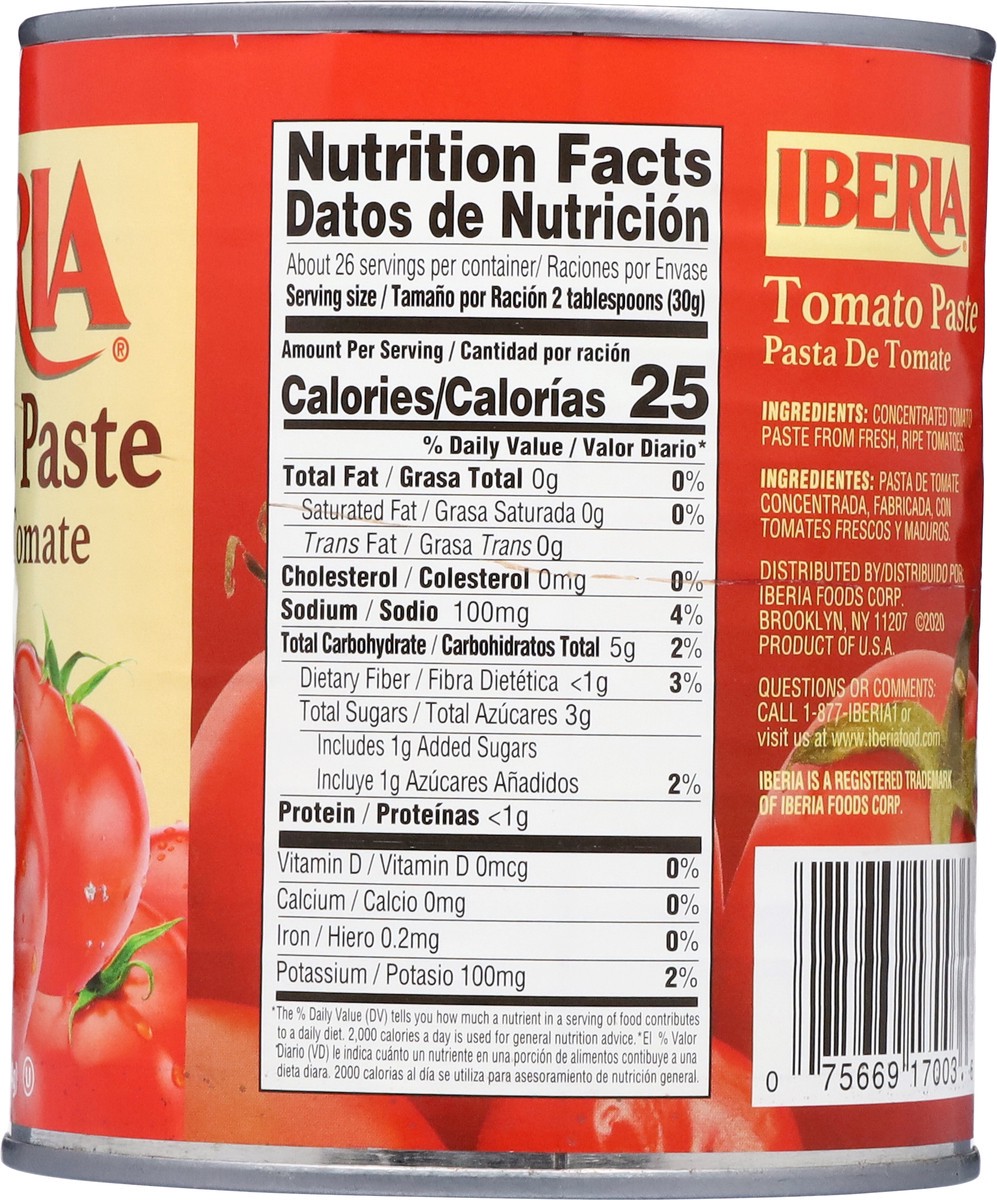 RIA®
Paste
omate
Nutrition Facts
Datos de Nutrición
About 26 servings per container/ Raciones por Envase
Serving size / Tamaño por Ración 2 tablespoons (30g)
Amount Per Serving / Cantidad por ración
Calories/Calorías 25
% Daily Value / Valor Diario*
Total Fat / Grasa Total 0g 0%
Saturated Fat / Grasa Saturada 0g 0%
Trans Fat / Grasa Trans 0g
Cholesterol / Colesterol 0mg 0%
Sodium / Sodio 100mg 4%
Total Carbohydrate / Carbohidratos Total 5g 2%
Dietary Fiber / Fibra Dietética <1g 3%
Total Sugars / Total Azúcares 3g
Includes 1g Added Sugars
Incluye 1g Azúcares Añadidos 2%
Protein / Proteínas <1g
Vitamin D / Vitamin D 0mcg 0%
Calcium / Calcio 0mg 0%
Iron / Hiero 0.2mg 0%
Potassium / Potasio 100mg 2%
*The % Daily Value (DV) tells you how much a nutrient in a serving of food contributes
to a daily diet. 2,000 calories a day is used for general nutrition advice.*El % Valor
Diario (VD) le indica cuánto un nutriente en una porción de alimentos contibuye a una
dieta diara. 2000 calorias al día se utiliza para asesoramiento de nutrición general.
IBERIA®
Tomato Paste
Pasta De Tomate
INGREDIENTS: CONCENTRATED TOMATO
PASTE FROM FRESH, RIPE TOMATOES.
INGREDIENTES: PASTA DE TOMATE
CONCENTRADA, FABRICADA, CON
TOMATES FRESCOS Y MADUROS.
DISTRIBUTED BY/DISTRIBUIDO POR:
IBERIA FOODS CORP.
BROOKLYN, NY 11207 ©2020
PRODUCT OF U.S.A.
QUESTIONS OR COMMENTS:
CALL 1-877-IBERIA1 or
visit us at www.iberiafood.com
IBERIA IS A REGISTERED TRADEMARK
OF IBERIA FOODS CORP.
0 75669 17003